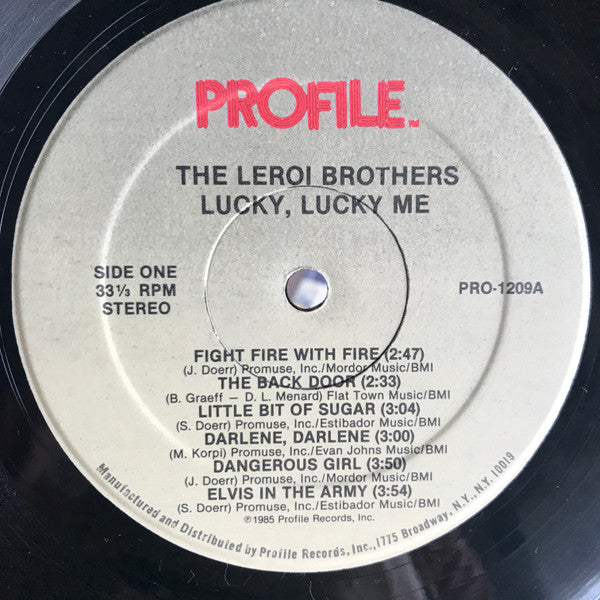 PROFILE™
THE LEROI BROTHERS
LUCKY, LUCKY ME
SIDE ONE
33⅓ RPM
STEREO
PRO-1209A
FIGHT FIRE WITH FIRE (2:47)
(J. Doerr) Promuse, Inc./Mordor Music/BMI
THE BACK DOOR (2:33)
(B. Graeff — D. L. Menard) Flat Town Music/BMI
LITTLE BIT OF SUGAR (3:04)
(S. Doerr) Promuse, Inc./Estibador Music/BMI
DARLENE, DARLENE (3:00)
(M. Korpi) Promuse, Inc./Evan Johns Music/BMI
DANGEROUS GIRL (3:50)
(J. Doerr) Promuse, Inc./Mordor Music/BMI
ELVIS IN THE ARMY (3:54)
(S. Doerr) Promuse, Inc./Estibador Music/BMI
℗1985 Profile Records, Inc.
Manufactured and Distributed by Profile Records, Inc., 1775 Broadway, N.Y., N.Y. 10019